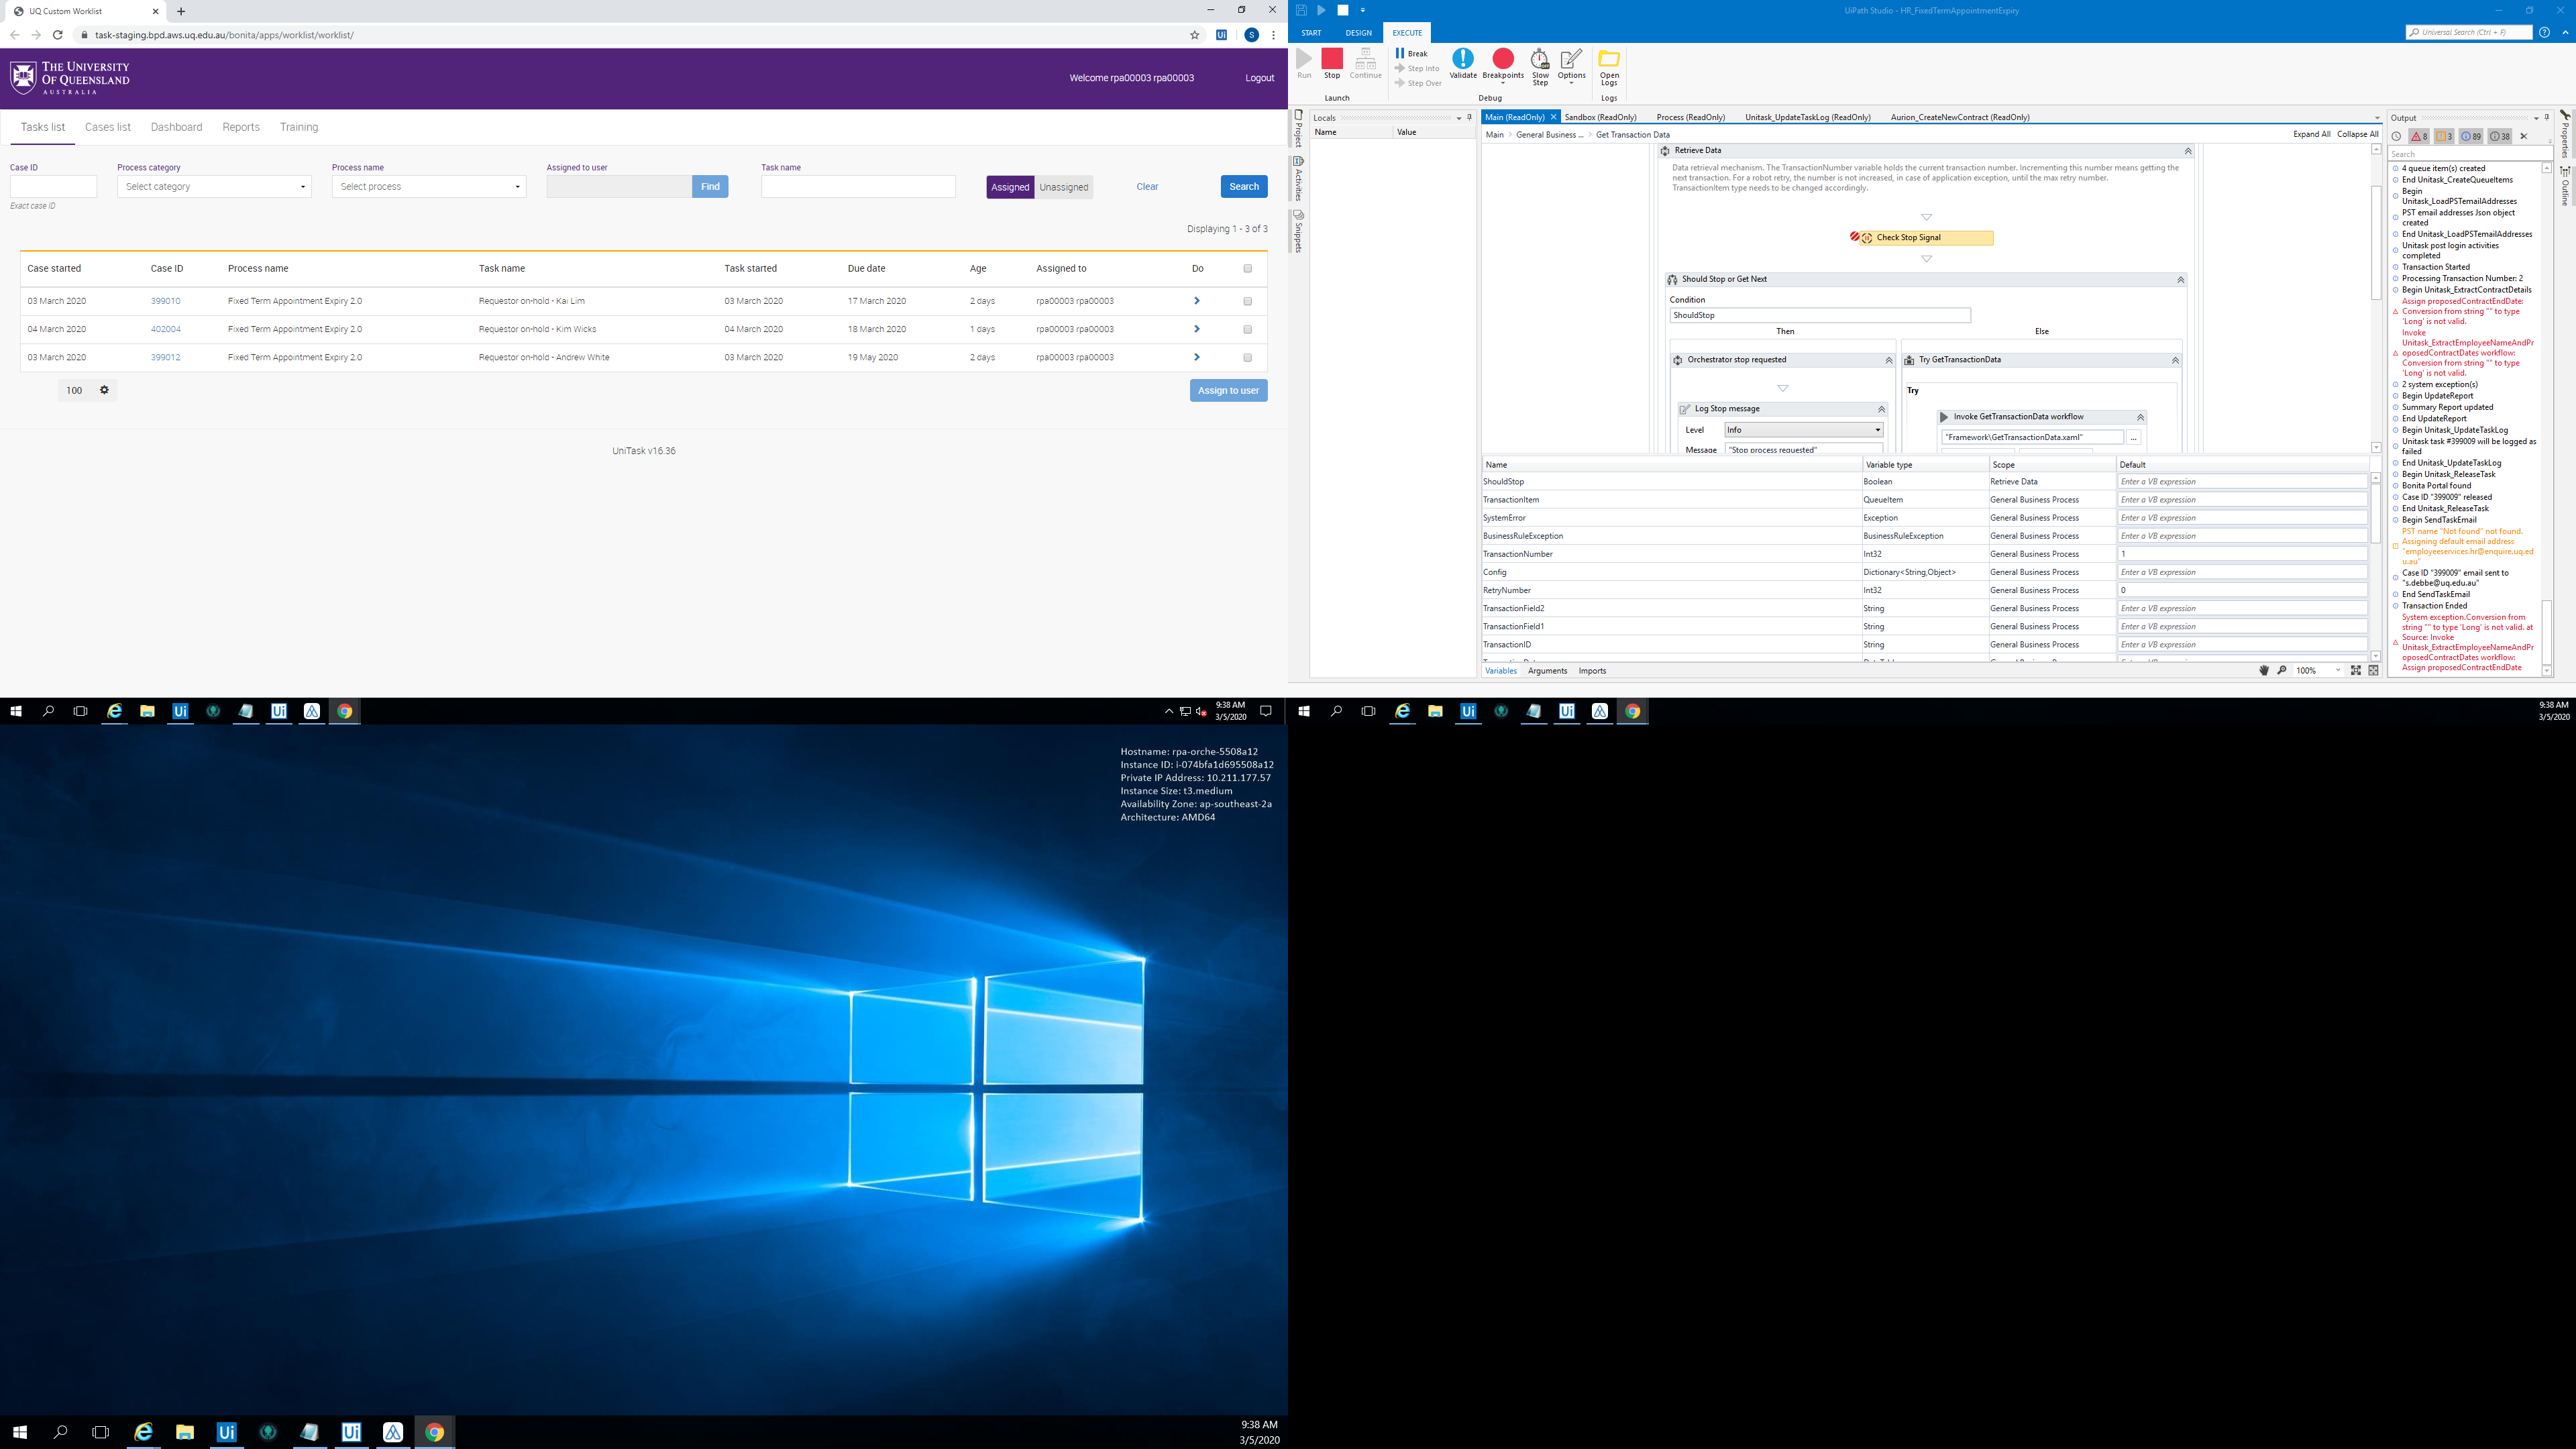 UQ Custom Worklist
task-staging.bpd.aws.uq.edu.au/bonita/apps/worklist/worklist/
S
THE UNIVERSITY
OF QUEENSLAND
AUSTRALIA
Welcome rpa00003 rpa00003
Logout
Tasks list
Cases list
Dashboard
Reports
Training
Case ID
Process category
Process name
Assigned to user
Task name
Select category
Select process
Find
Assigned
Unassigned
Clear
Search
Exact case ID
Displaying 1 - 3 of 3
Case started Case ID Process name Task name Task started Due date Age Assigned to Do
03 March 2020 399010 Fixed Term Appointment Expiry 2.0 Requestor on-hold - Kai Lim 03 March 2020 17 March 2020 2 days rpa00003 rpa00003
04 March 2020 402004 Fixed Term Appointment Expiry 2.0 Requestor on-hold - Kim Wicks 04 March 2020 18 March 2020 1 days rpa00003 rpa00003
03 March 2020 399012 Fixed Term Appointment Expiry 2.0 Requestor on-hold - Andrew White 03 March 2020 19 May 2020 2 days rpa00003 rpa00003
100
Assign to user
UniTask v16.36
9:38 AM
3/5/2020
UiPath Studio - HR_FixedTermAppointmentExpiry
START
DESIGN
EXECUTE
Universal Search (Ctrl + F)
Run
Stop
Continue
Break
Step Into
Step Over
Validate
Breakpoints
Slow
Step
Options
Open
Logs
Launch
Debug
Logs
Project
Activities
Snippets
Locals
Name Value
Main (ReadOnly)
Sandbox (ReadOnly)
Process (ReadOnly)
Unitask_UpdateTaskLog (ReadOnly)
Aurion_CreateNewContract (ReadOnly)
Main > General Business ... > Get Transaction Data
Expand All Collapse All
Retrieve Data
Data retrieval mechanism. The TransactionNumber variable holds the current transaction number. Incrementing this number means getting the
next transaction. For a robot retry, the number is not increased, in case of application exception, until the max retry number.
TransactionItem type needs to be changed accordingly.
Check Stop Signal
Should Stop or Get Next
Condition
ShouldStop
Then
Else
Orchestrator stop requested
Try GetTransactionData
Try
Log Stop message
Invoke GetTransactionData workflow
Level Info
"Framework\GetTransactionData.xaml" ...
Message "Stop process requested"
Name Variable type Scope Default
ShouldStop Boolean Retrieve Data Enter a VB expression
TransactionItem QueueItem General Business Process Enter a VB expression
SystemError Exception General Business Process Enter a VB expression
BusinessRuleException BusinessRuleException General Business Process Enter a VB expression
TransactionNumber Int32 General Business Process 1
Config Dictionary<String,Object> General Business Process Enter a VB expression
RetryNumber Int32 General Business Process 0
TransactionField2 String General Business Process Enter a VB expression
TransactionField1 String General Business Process Enter a VB expression
TransactionID String General Business Process Enter a VB expression
Variables Arguments Imports
100%
Output
8
3
89
38
Search
4 queue item(s) created
End Unitask_CreateQueueItems
Begin
Unitask_LoadPSTemailAddresses
PST email addresses Json object
created
End Unitask_LoadPSTemailAddresses
Unitask post login activities
completed
Transaction Started
Processing Transaction Number: 2
Begin Unitask_ExtractContractDetails
Assign proposedContractEndDate:
Conversion from string "" to type
'Long' is not valid.
Invoke
Unitask_ExtractEmployeeNameAndPr
oposedContractDates workflow:
Conversion from string "" to type
'Long' is not valid.
2 system exception(s)
Begin UpdateReport
Summary Report updated
End UpdateReport
Begin Unitask_UpdateTaskLog
Unitask task #399009 will be logged as
failed
End Unitask_UpdateTaskLog
Begin Unitask_ReleaseTask
Bonita Portal found
Case ID "399009" released
End Unitask_ReleaseTask
Begin SendTaskEmail
PST name "Not found" not found.
Assigning default email address
"employeeservices.hr@enquire.uq.ed
u.au"
Case ID "399009" email sent to
"s.debbe@uq.edu.au"
End SendTaskEmail
Transaction Ended
System exception.Conversion from
string "" to type 'Long' is not valid. at
Source: Invoke
Unitask_ExtractEmployeeNameAndPr
oposedContractDates workflow:
Assign proposedContractEndDate
Properties
Outline
9:38 AM
3/5/2020
Hostname: rpa-orche-5508a12
Instance ID: i-074bfa1d695508a12
Private IP Address: 10.211.177.57
Instance Size: t3.medium
Availability Zone: ap-southeast-2a
Architecture: AMD64
9:38 AM
3/5/2020